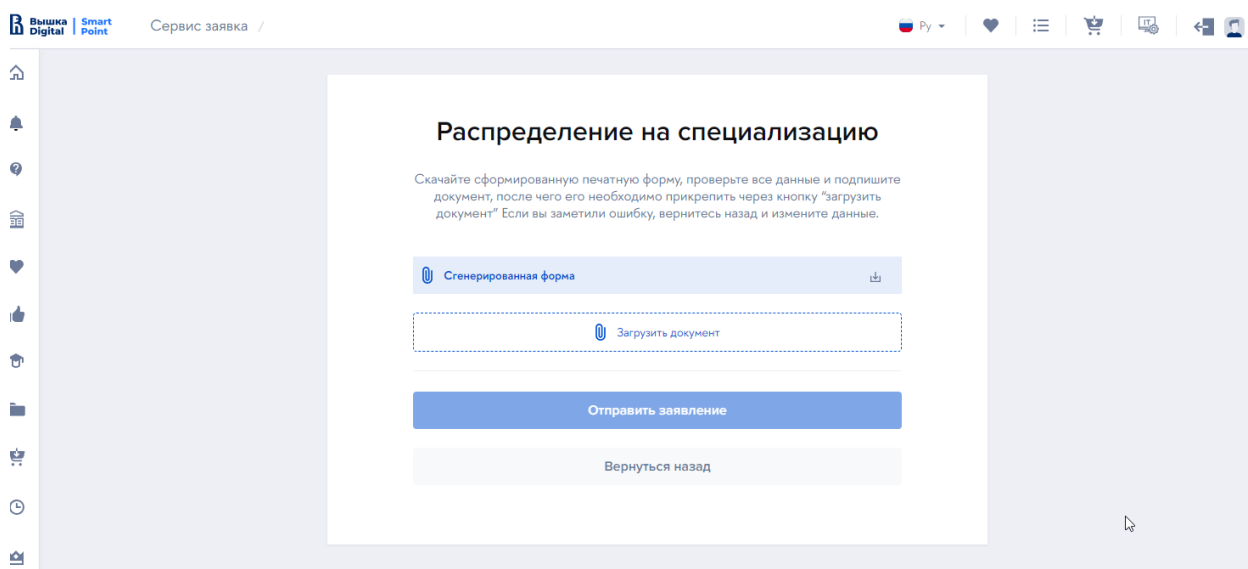 Вышка Digital | Smart Point
Сервис заявка /
Ру
Распределение на специализацию
Скачайте сформированную печатную форму, проверьте все данные и подпишите
документ, после чего его необходимо прикрепить через кнопку “загрузить
документ” Если вы заметили ошибку, вернитесь назад и измените данные.
Сгенерированная форма
Загрузить документ
Отправить заявление
Вернуться назад